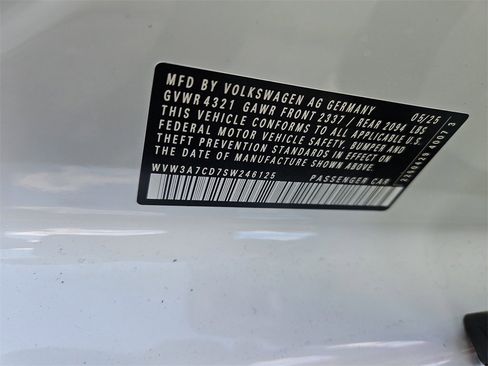 MFD BY VOLKSWAGEN AG GERMANY 05/25
GVWR 4321 GAWR FRONT 2337 / REAR 2094 LBS
THIS VEHICLE CONFORMS TO ALL APPLICABLE U.S.
FEDERAL MOTOR VEHICLE SAFETY, BUMPER AND
THEFT PREVENTION STANDARDS IN EFFECT ON
THE DATE OF MANUFACTURE SHOWN ABOVE.
WVW3A7CD7SW246125 PASSENGER CAR